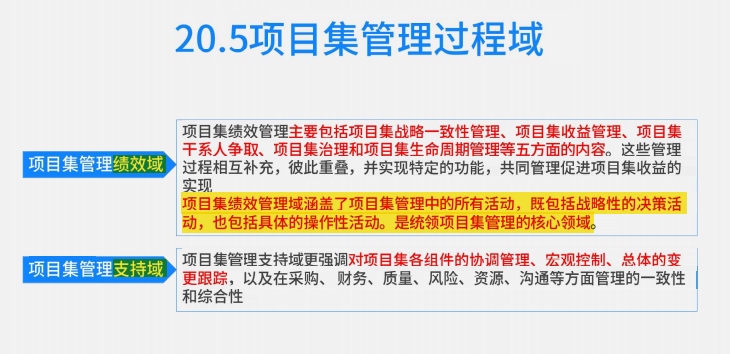 20.5项目集管理过程域
项目集管理绩效域
项目集绩效管理主要包括项目集战略一致性管理、项目集收益管理、项目集
干系人争取、项目集治理和项目集生命周期管理等五方面的内容。这些管理
过程相互补充，彼此重叠，并实现特定的功能，共同管理促进项目集收益的
实现
项目集绩效管理域涵盖了项目集管理中的所有活动，既包括战略性的决策活
动，也包括具体的操作性活动。是统领项目集管理的核心领域。
项目集管理支持域
项目集管理支持域更强调对项目集各组件的协调管理、宏观控制、总体的变
更跟踪，以及在采购、财务、质量、风险、资源、沟通等方面管理的一致性
和综合性